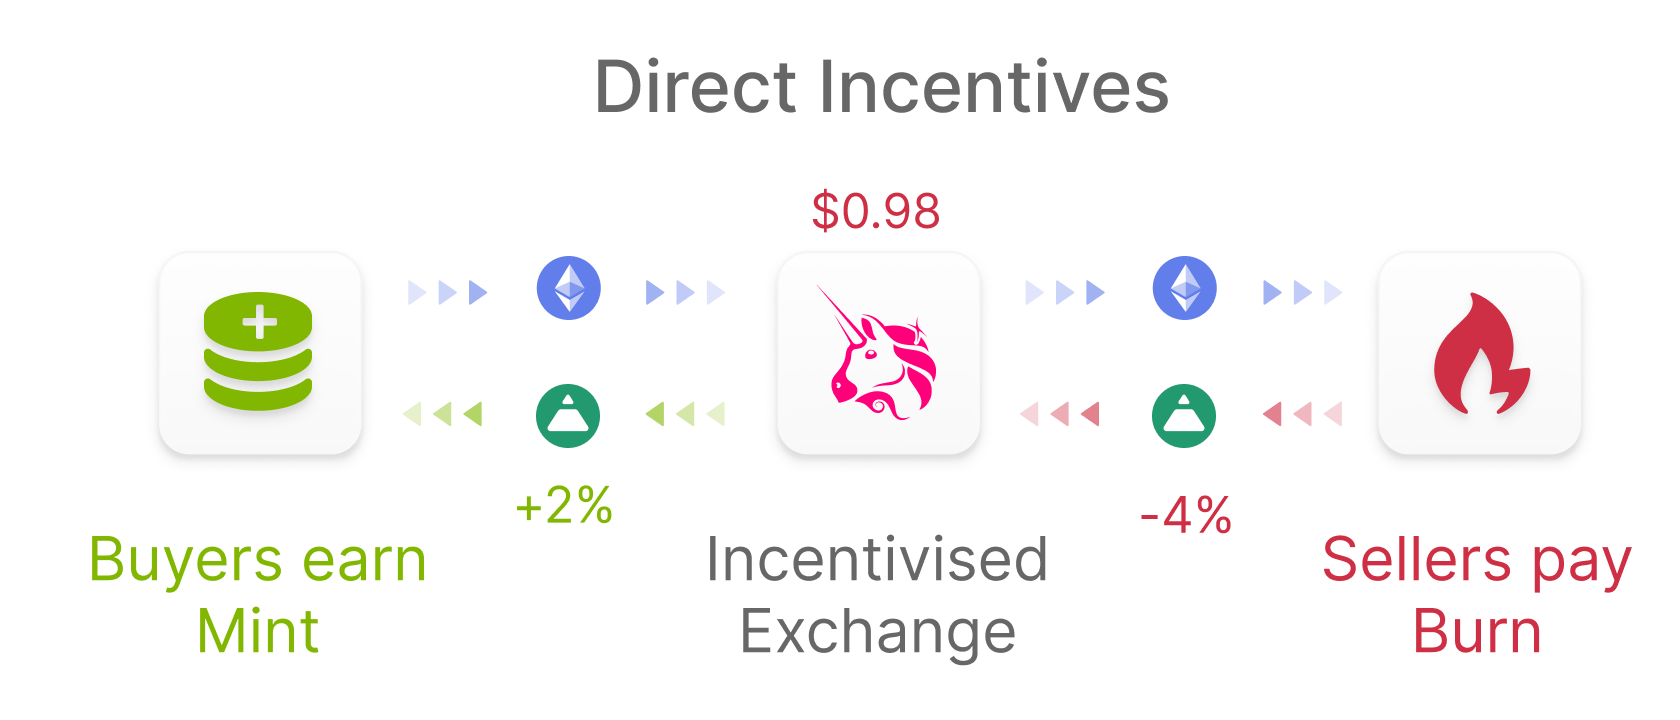 Direct Incentives
$0.98
+2%
-4%
Buyers earn
Mint
Incentivised
Exchange
Sellers pay
Burn